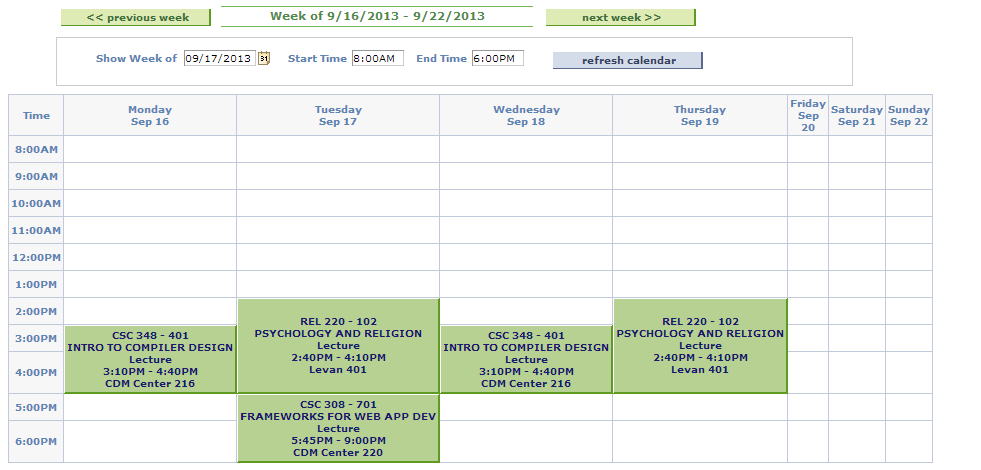 << previous week
Week of 9/16/2013 - 9/22/2013
next week >>
Show Week of 09/17/2013 31 Start Time 8:00AM End Time 6:00PM refresh calendar
Time
Monday
Sep 16
Tuesday
Sep 17
Wednesday
Sep 18
Thursday
Sep 19
Friday
Sep
20
Saturday
Sep 21
Sunday
Sep 22
8:00AM
9:00AM
10:00AM
11:00AM
12:00PM
1:00PM
2:00PM
3:00PM
4:00PM
5:00PM
6:00PM
CSC 348 - 401
INTRO TO COMPILER DESIGN
Lecture
3:10PM - 4:40PM
CDM Center 216
REL 220 - 102
PSYCHOLOGY AND RELIGION
Lecture
2:40PM - 4:10PM
Levan 401
CSC 308 - 701
FRAMEWORKS FOR WEB APP DEV
Lecture
5:45PM - 9:00PM
CDM Center 220
CSC 348 - 401
INTRO TO COMPILER DESIGN
Lecture
3:10PM - 4:40PM
CDM Center 216
REL 220 - 102
PSYCHOLOGY AND RELIGION
Lecture
2:40PM - 4:10PM
Levan 401